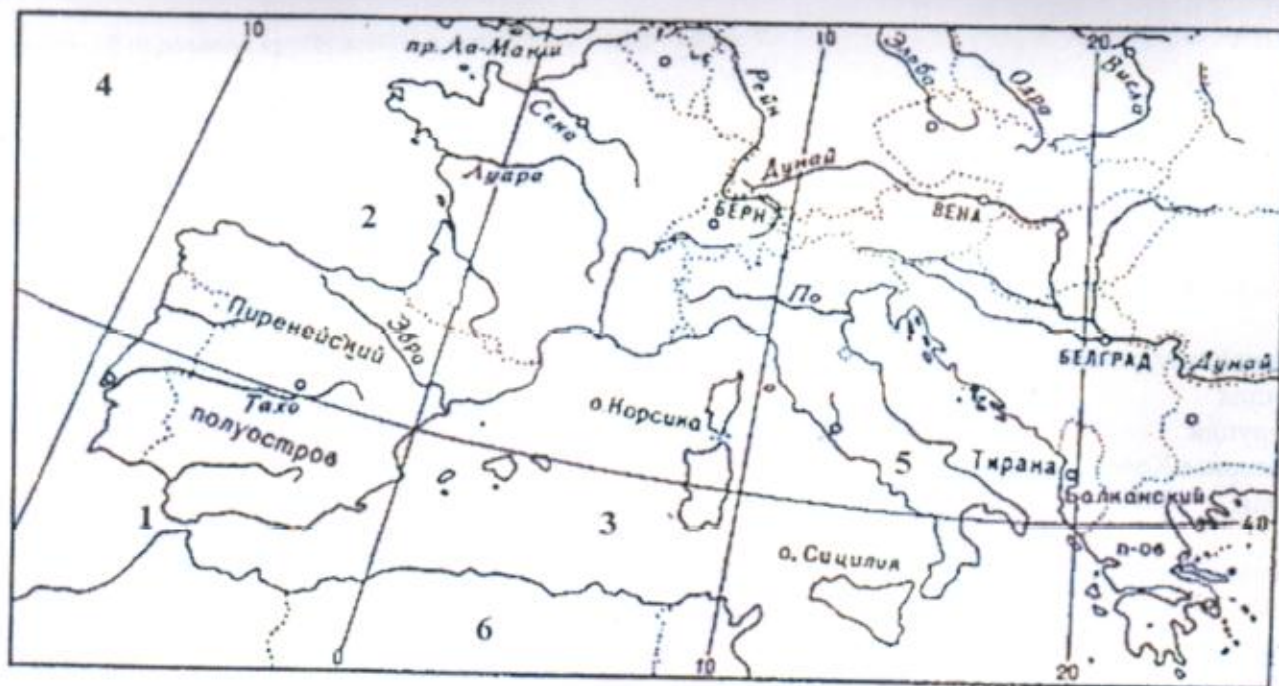 10
10
20
4
пр. Ла-Манш
Сена
Рейн
Эльба
Одра
Висла
Луара
Дунай
БЕРН
ВЕНА
2
Пиренейский
Эбро
По
БЕЛГРАД
Дунай
Тахо
полуостров
о. Корсика
5
Тирана
Балканский
1
3
40
о. Сицилия
п-ов
6
10
20